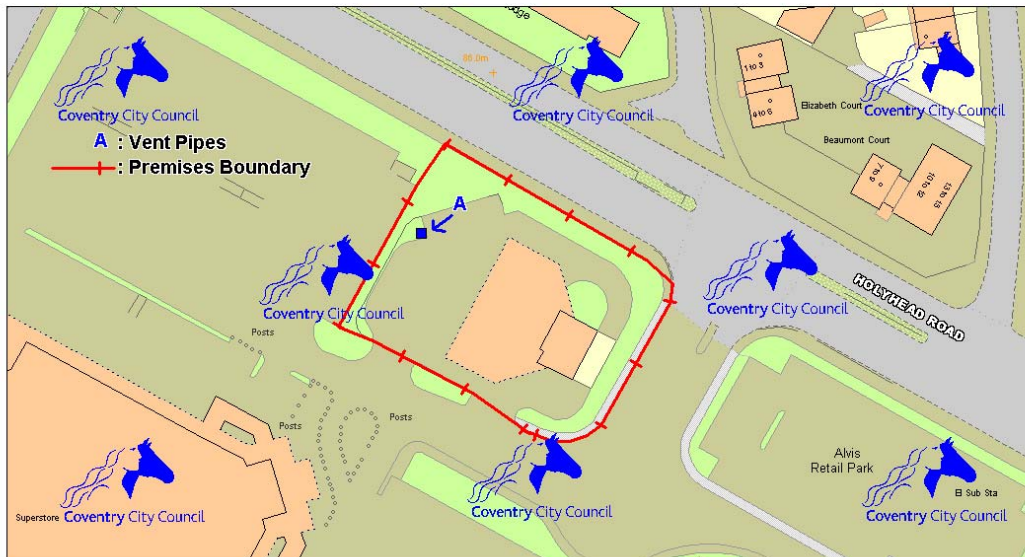 odge
90.0m
1 to 3
4 to 6
Elizabeth Court
Beaumont Court
7 to 9
10 to 12
13 to 15
Coventry City Council
Coventry City Council
Coventry City Council
A : Vent Pipes
: Premises Boundary
A
HOLYHEAD ROAD
Coventry City Council
Coventry City Council
Posts
Posts
Posts
Alvis
Retail Park
El Sub Sta
Superstore
Coventry City Council
Coventry City Council
Coventry City Council